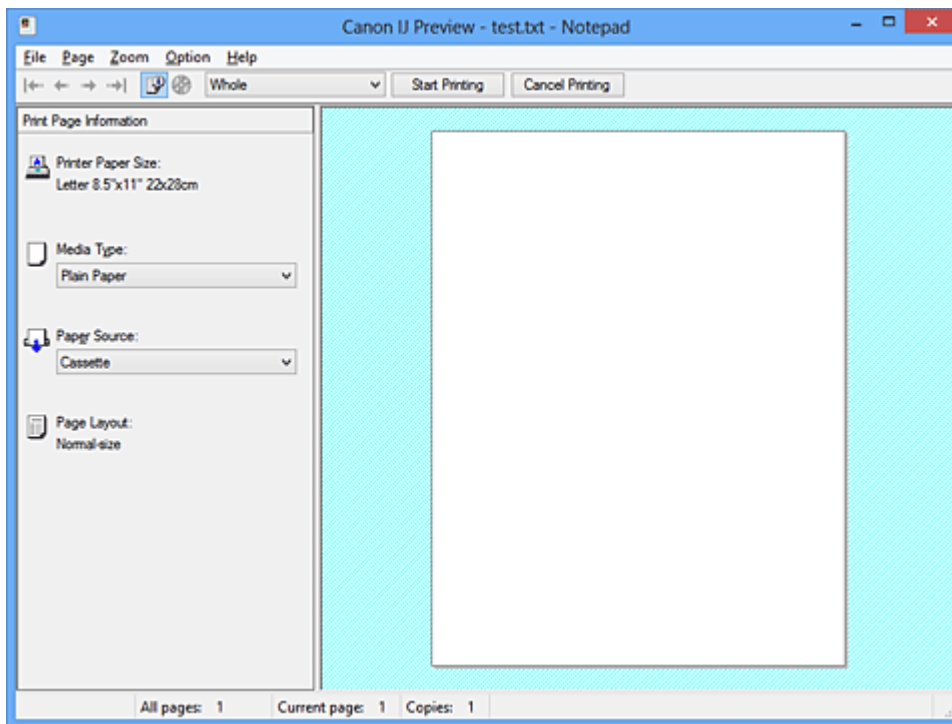 Canon IJ Preview - test.txt - Notepad
File Page Zoom Option Help
Whole Start Printing Cancel Printing
Print Page Information
Printer Paper Size:
Letter 8.5"x11" 22x28cm
Media Type:
Plain Paper
Paper Source:
Cassette
Page Layout:
Normal-size
All pages: 1 Current page: 1 Copies: 1